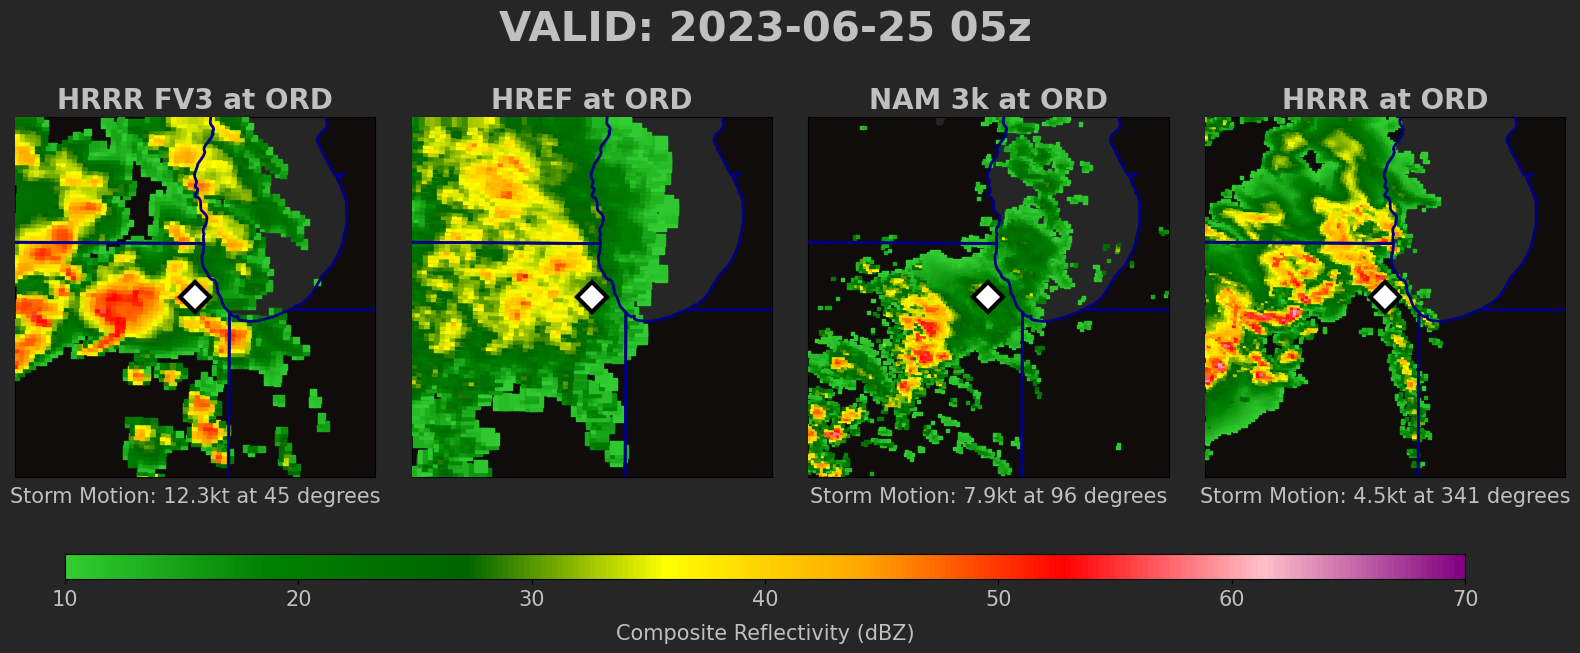 VALID: 2023-06-25 05z
HRRR FV3 at ORD
HREF at ORD
NAM 3k at ORD
HRRR at ORD
Storm Motion: 12.3kt at 45 degrees
Storm Motion: 7.9kt at 96 degrees
Storm Motion: 4.5kt at 341 degrees
10 20 30 40 50 60 70
Composite Reflectivity (dBZ)